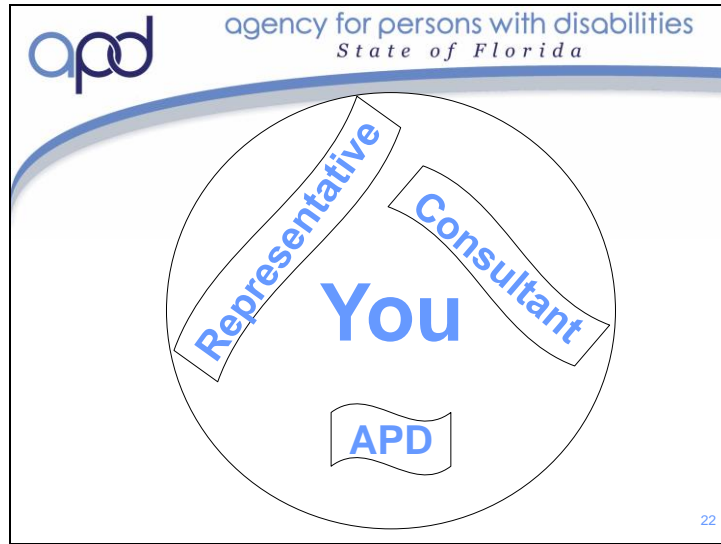 apd
agency for persons with disabilities
State of Florida
Representative
Consultant
You
APD
22